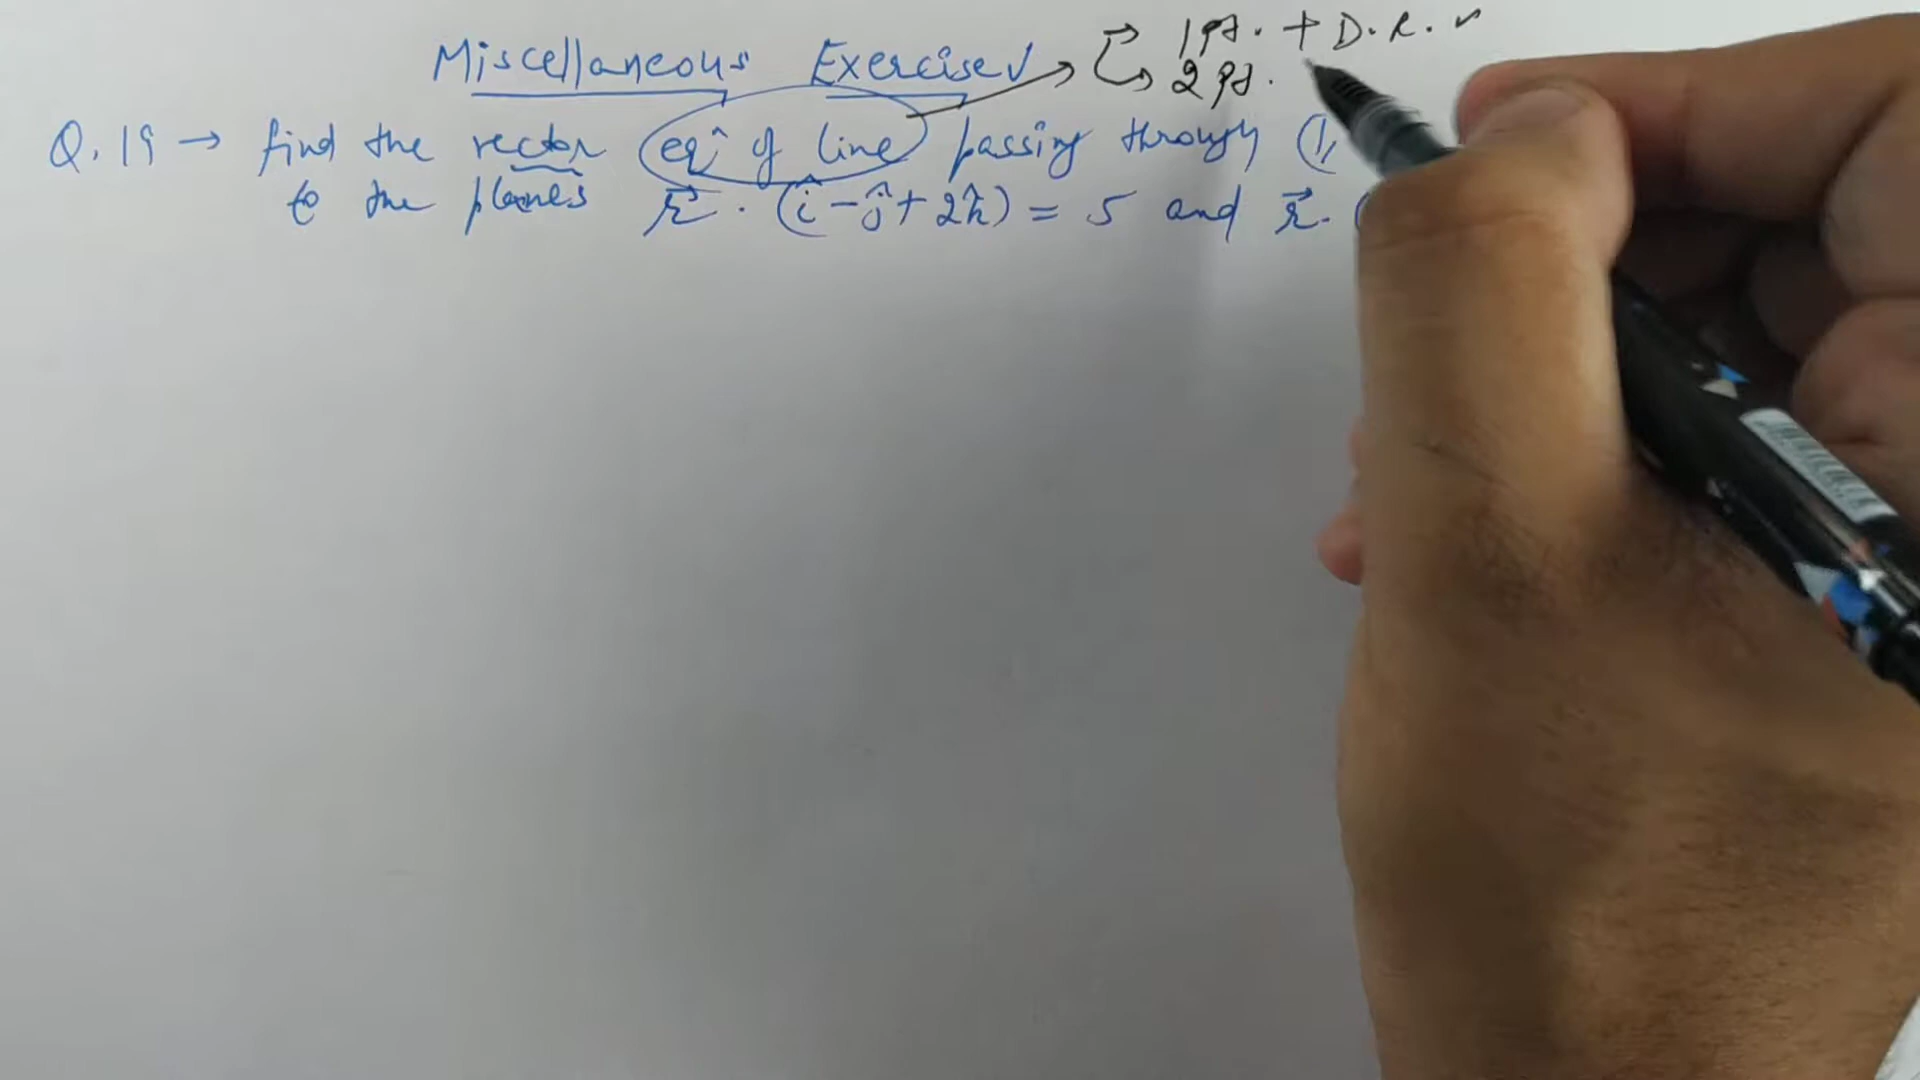 Miscellaneous Exercise → 1 pt. + D.R. ✓
→ 2 pt.
Q.19 → find the vector eqⁿ of line passing through (1,
to the planes r⃗ . (î - ĵ + 2k̂) = 5 and r⃗. (